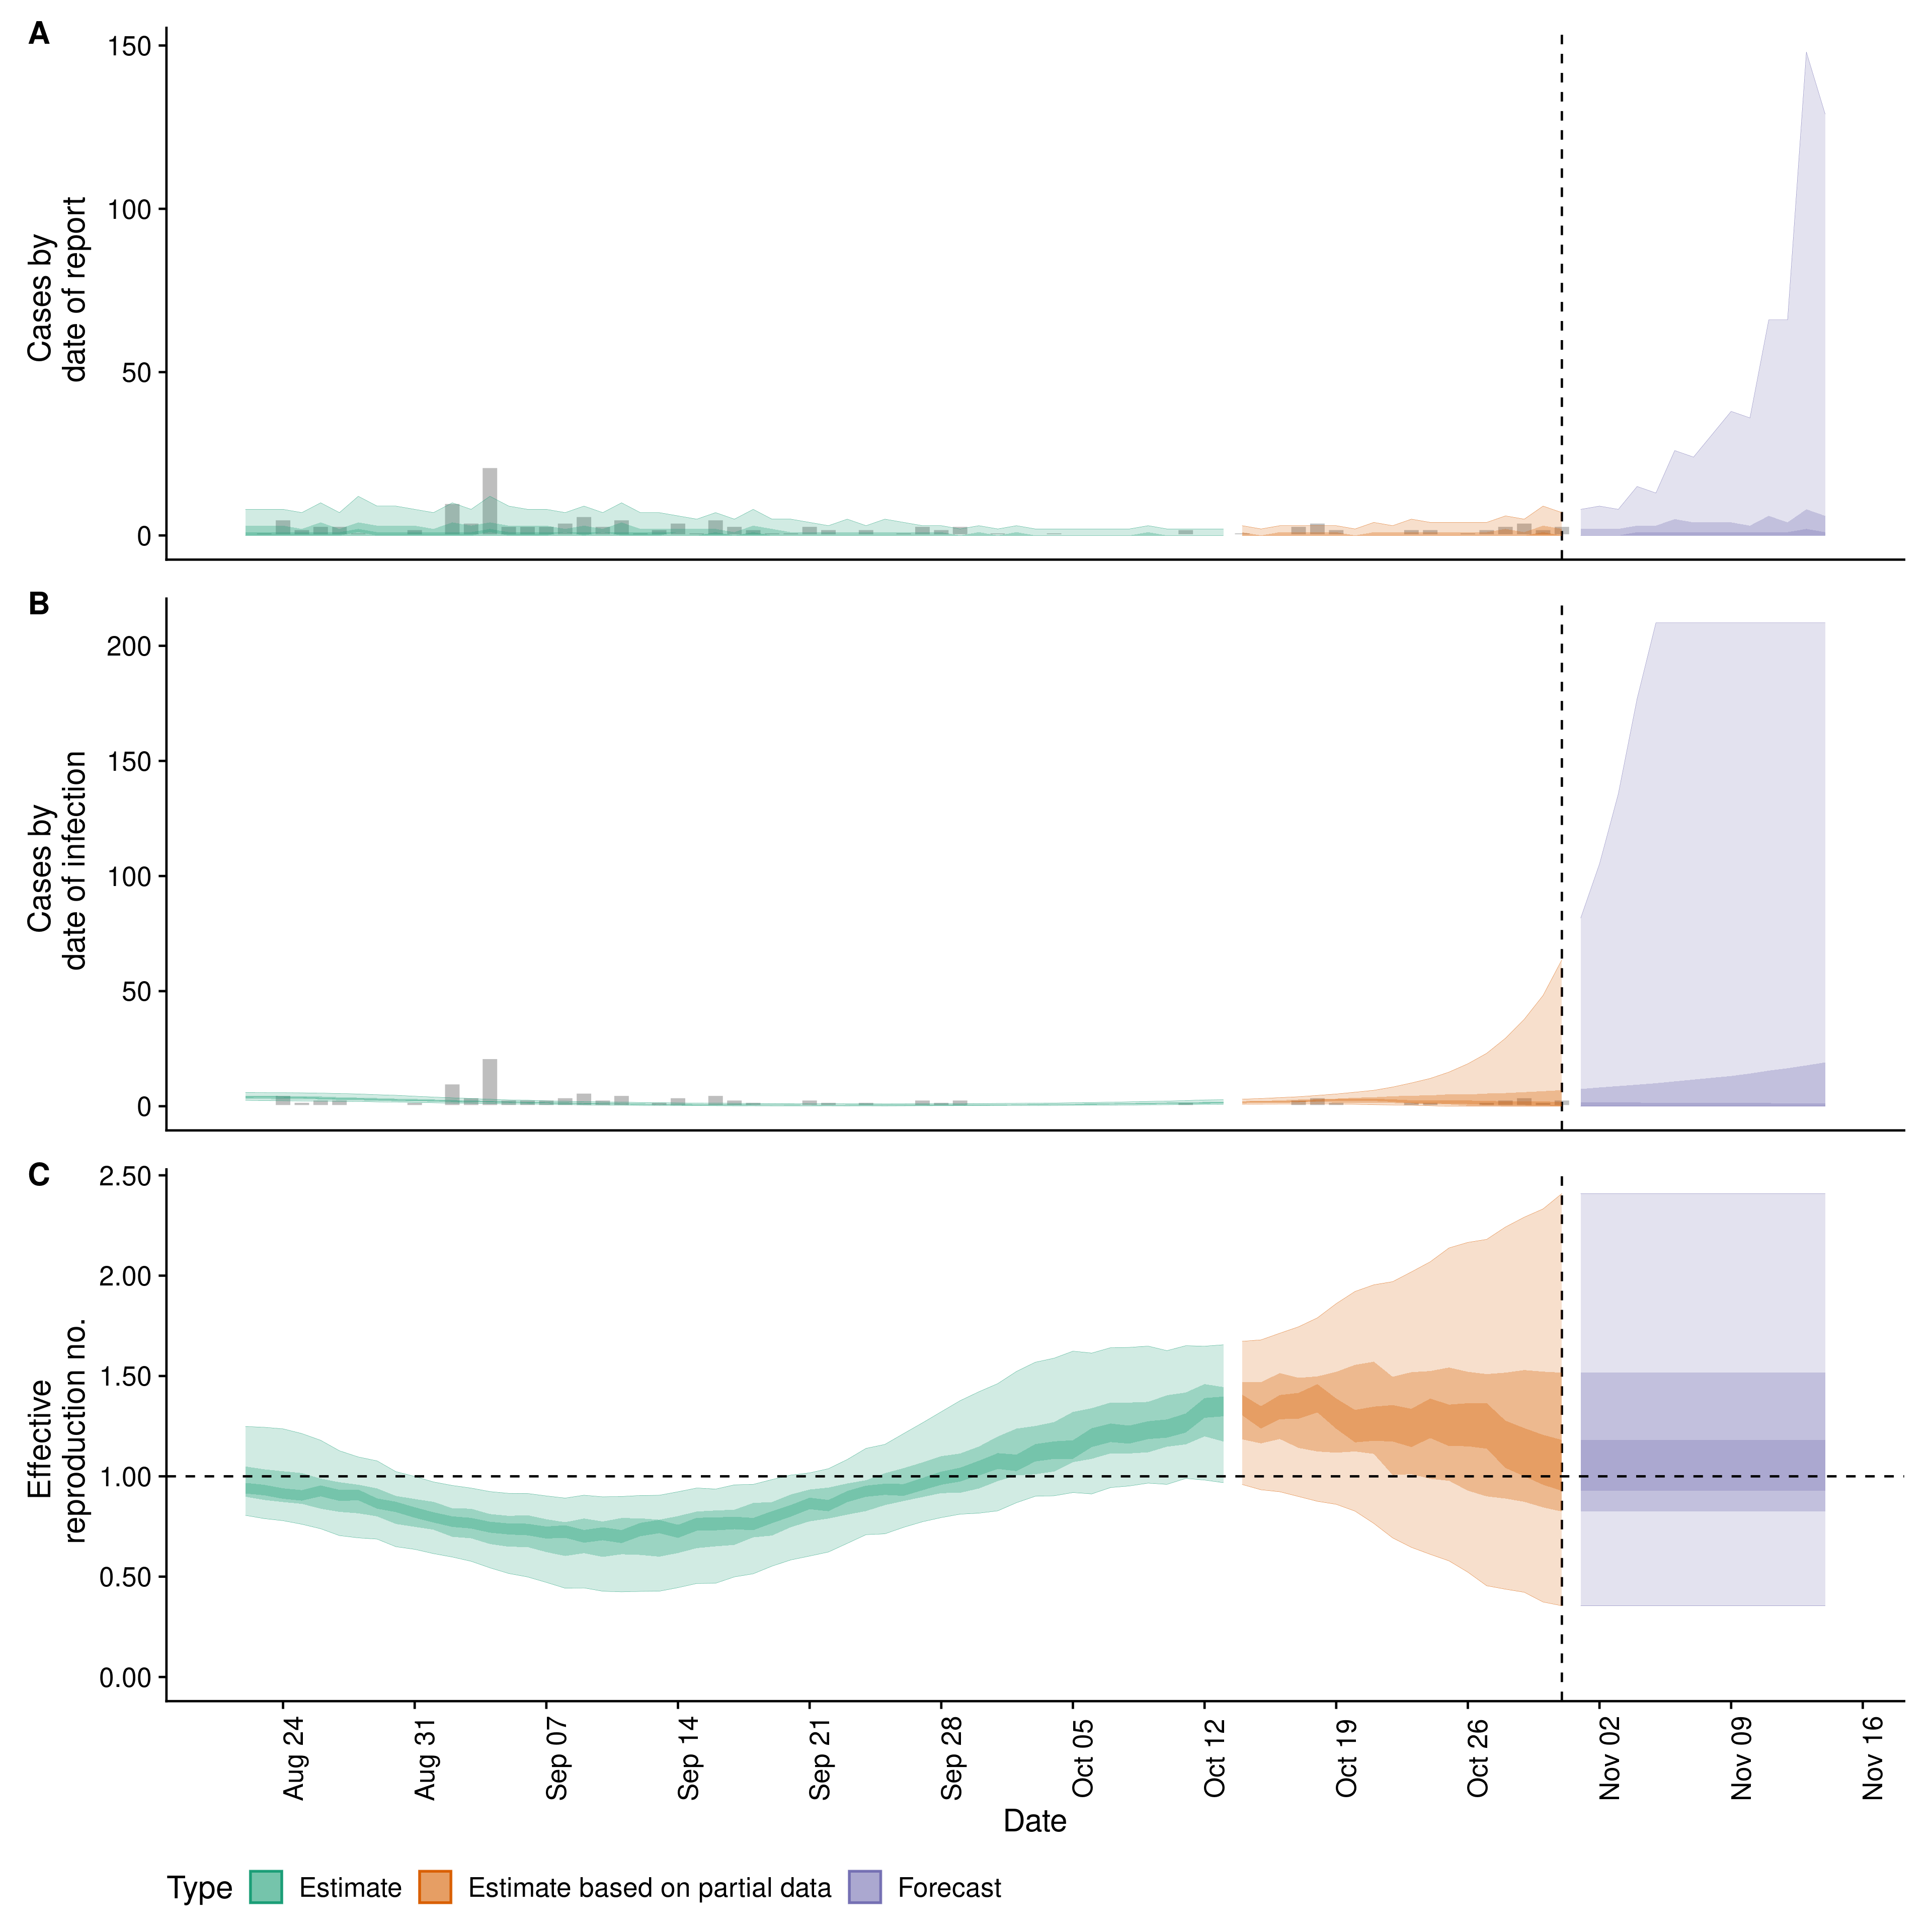 A
Cases by
date of report
150
100
50
0
B
Cases by
date of infection
200
150
100
50
0
C
Effective
reproduction no.
2.50
2.00
1.50
1.00
0.50
0.00
Aug 24
Aug 31
Sep 07
Sep 14
Sep 21
Sep 28
Oct 05
Oct 12
Oct 19
Oct 26
Nov 02
Nov 09
Nov 16
Date
Type Estimate Estimate based on partial data Forecast